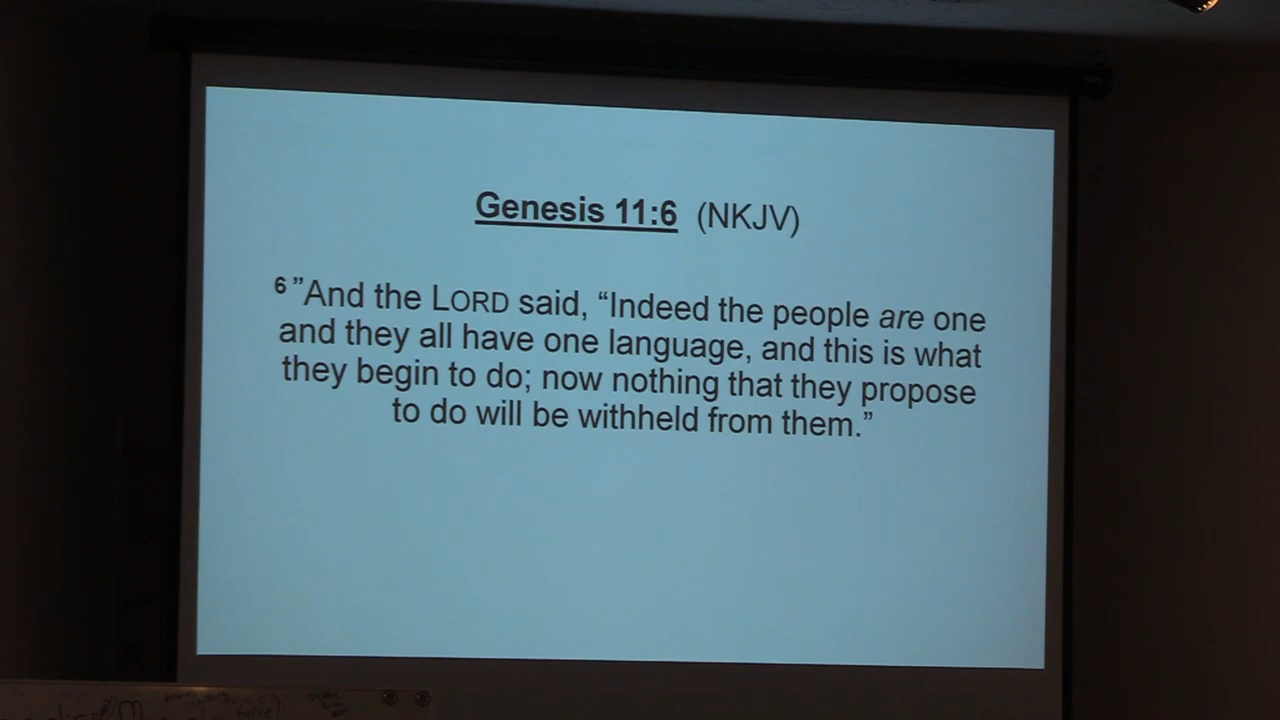 Genesis 11:6 (NKJV)
6 ”And the LORD said, “Indeed the people are one
and they all have one language, and this is what
they begin to do; now nothing that they propose
to do will be withheld from them.”